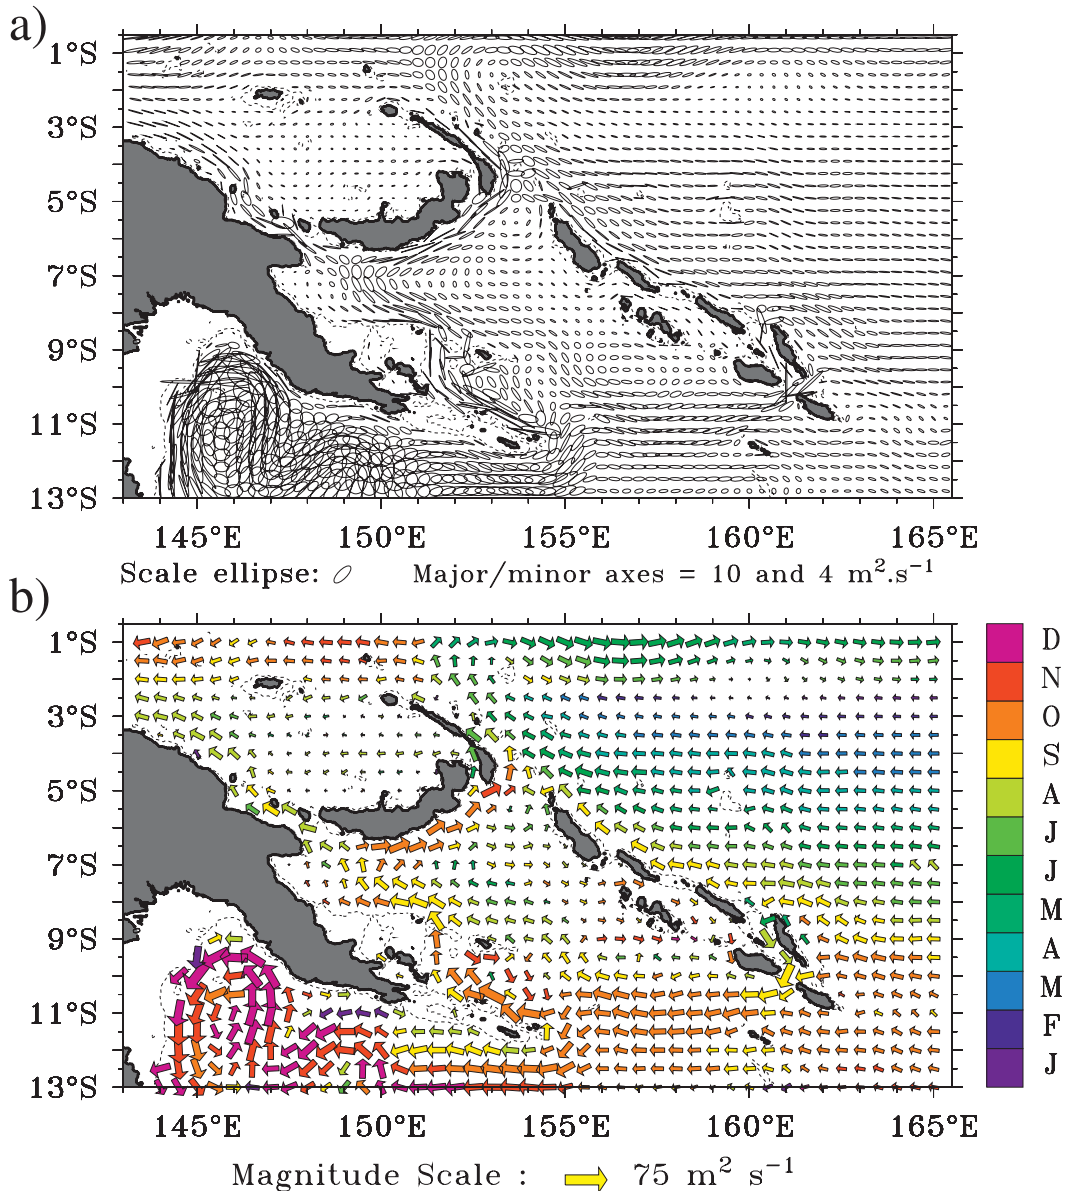 a)
1°S
3°S
5°S
7°S
9°S
11°S
13°S
145°E 150°E 155°E 160°E 165°E
Scale ellipse: Major/minor axes = 10 and 4 m².s⁻¹
b)
1°S
3°S
5°S
7°S
9°S
11°S
13°S
D
N
O
S
A
J
J
M
A
M
F
J
145°E 150°E 155°E 160°E 165°E
Magnitude Scale : 75 m² s⁻¹